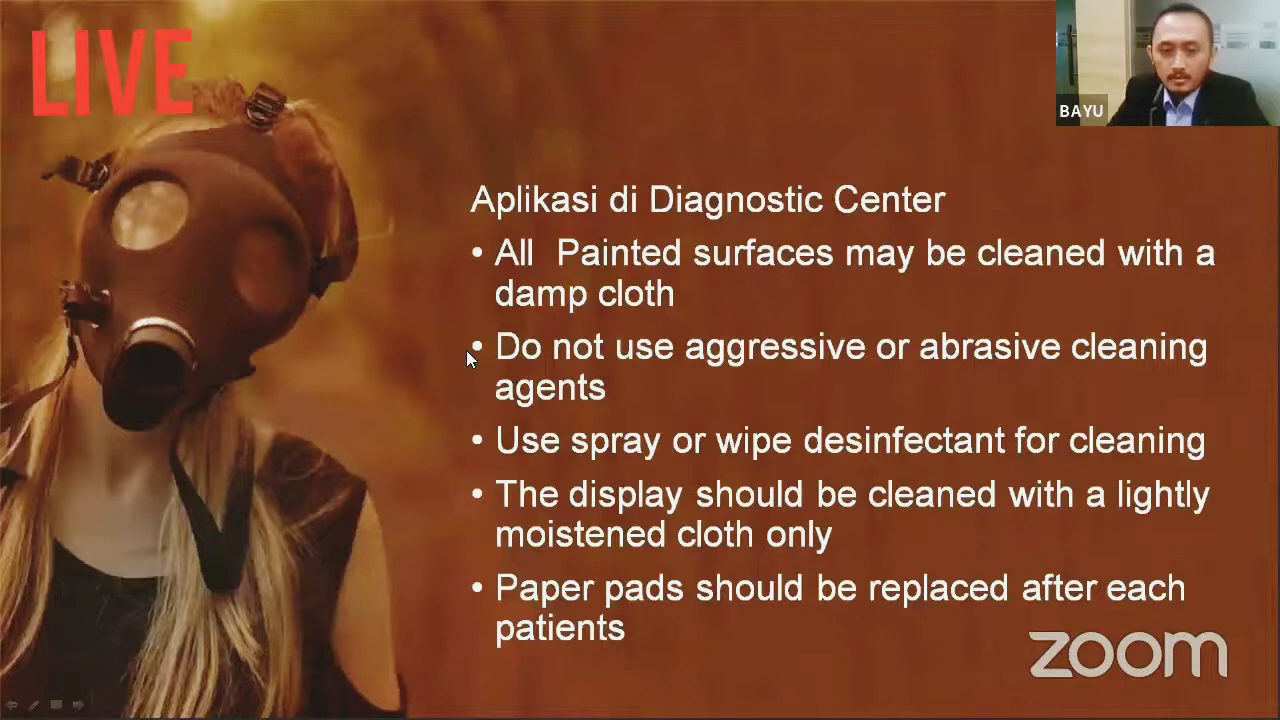 LIVE
BAYU
Aplikasi di Diagnostic Center
• All  Painted surfaces may be cleaned with a
damp cloth
• Do not use aggressive or abrasive cleaning
agents
• Use spray or wipe desinfectant for cleaning
• The display should be cleaned with a lightly
moistened cloth only
• Paper pads should be replaced after each
patients
zoom